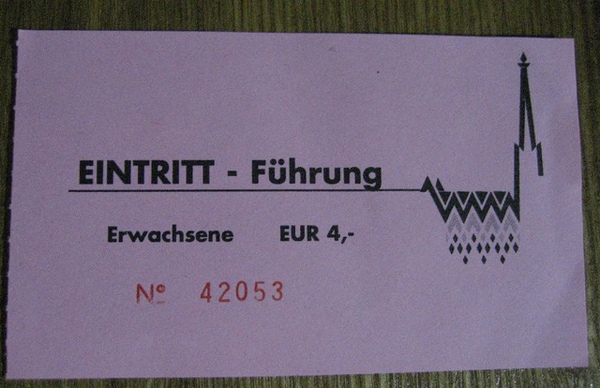 EINTRITT - Führung
Erwachsene EUR 4,-
Nº 42053